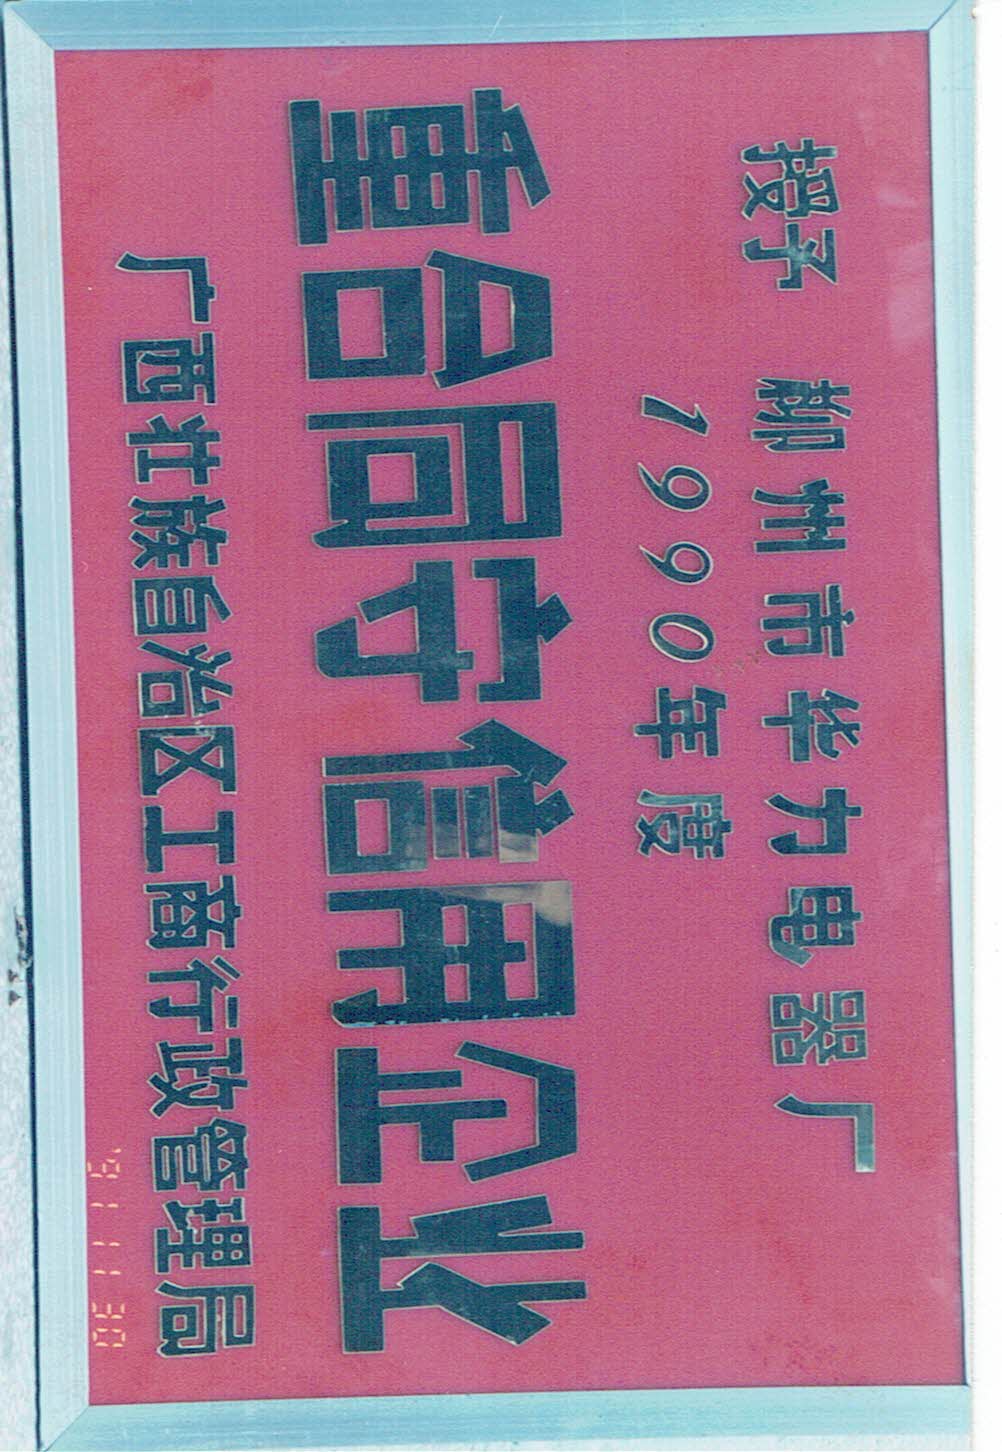 授予 柳州市华力电器厂
1990年度
重合同守信用企业
广西壮族自治区工商行政管理局
'91 11 30